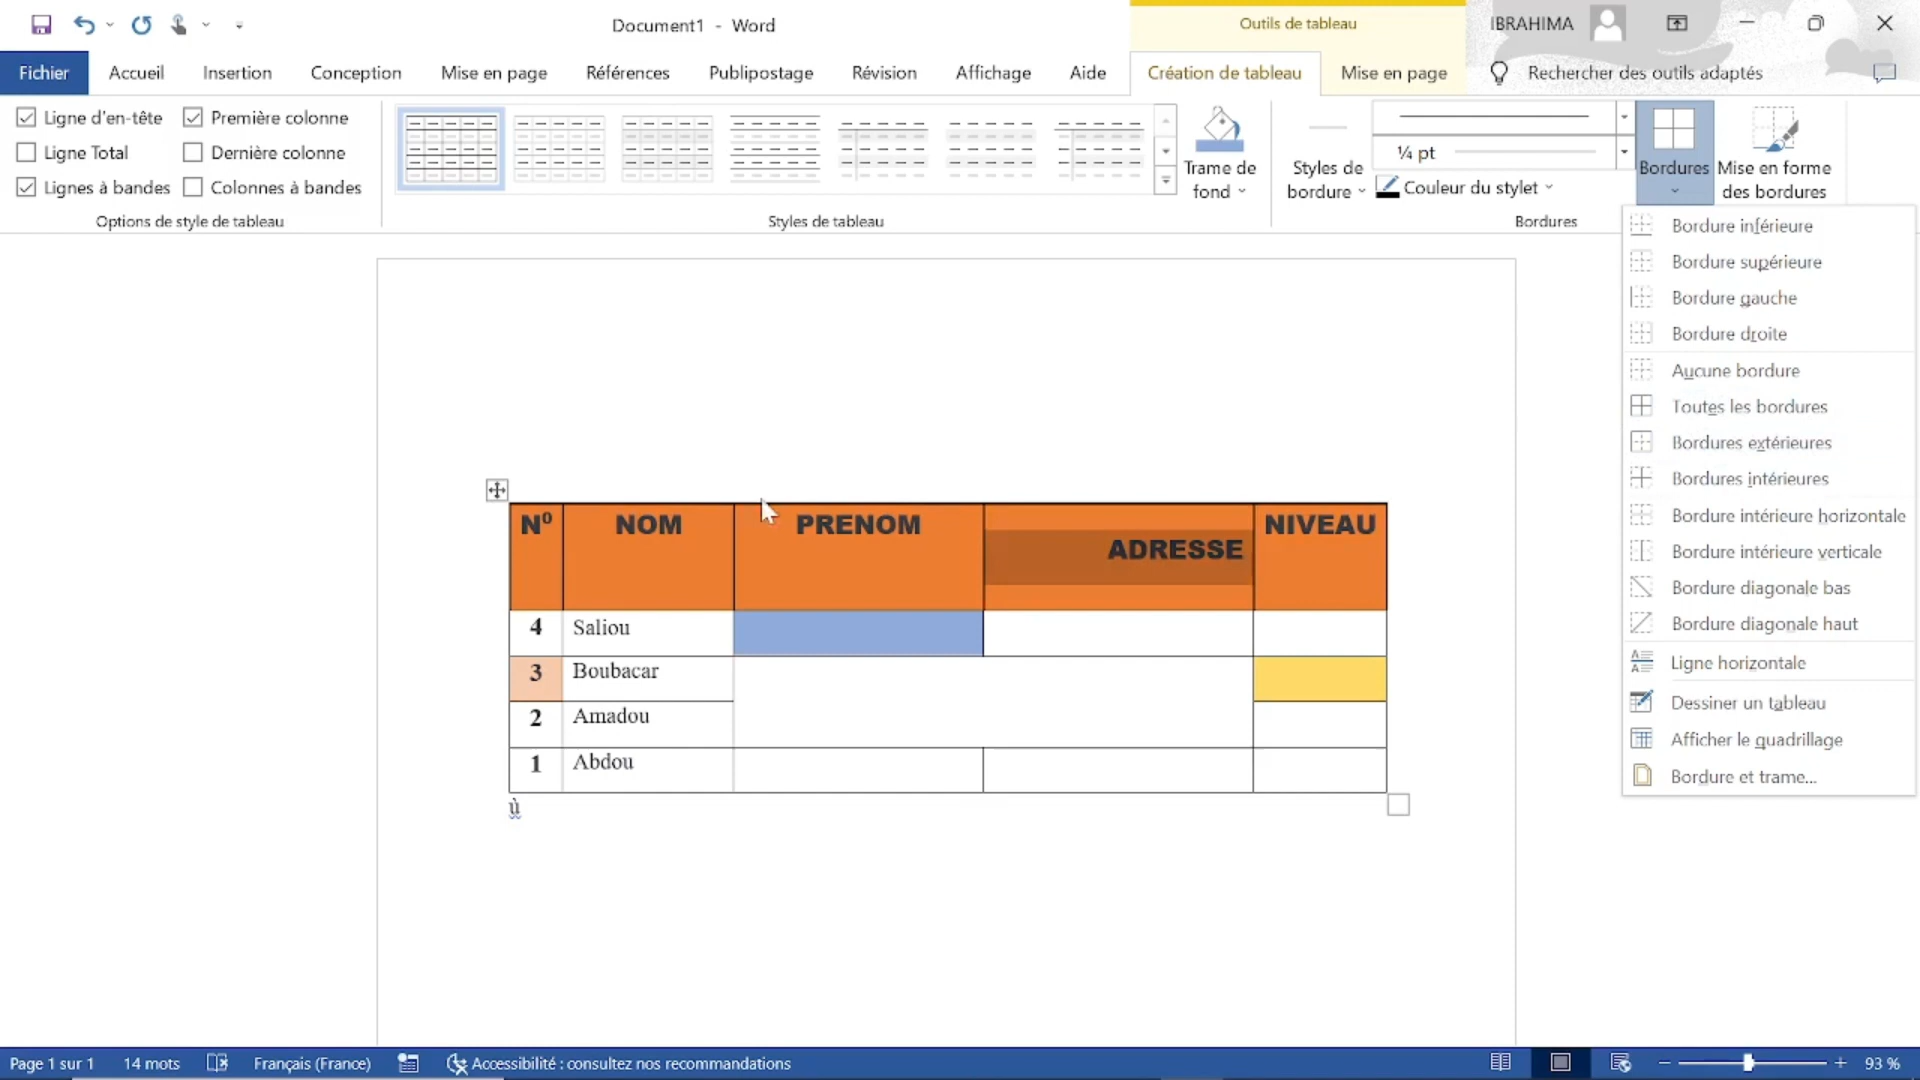 Document1 - Word
Outils de tableau
IBRAHIMA
Fichier Accueil Insertion Conception Mise en page Références Publipostage Révision Affichage Aide Création de tableau Mise en page Rechercher des outils adaptés
Ligne d'en-tête Première colonne
Ligne Total Dernière colonne
Lignes à bandes Colonnes à bandes
Options de style de tableau
Styles de tableau
Trame de
fond
Styles de
bordure
¼ pt
Couleur du stylet
Bordures
Bordures
Mise en forme
des bordures
Bordure inférieure
Bordure supérieure
Bordure gauche
Bordure droite
Aucune bordure
Toutes les bordures
Bordures extérieures
Bordures intérieures
Bordure intérieure horizontale
Bordure intérieure verticale
Bordure diagonale bas
Bordure diagonale haut
Ligne horizontale
Dessiner un tableau
Afficher le quadrillage
Bordure et trame...
N⁰ NOM PRENOM ADRESSE NIVEAU
4 Saliou
3 Boubacar
2 Amadou
1 Abdou
ù
Page 1 sur 1 14 mots Français (France) Accessibilité : consultez nos recommandations 93 %